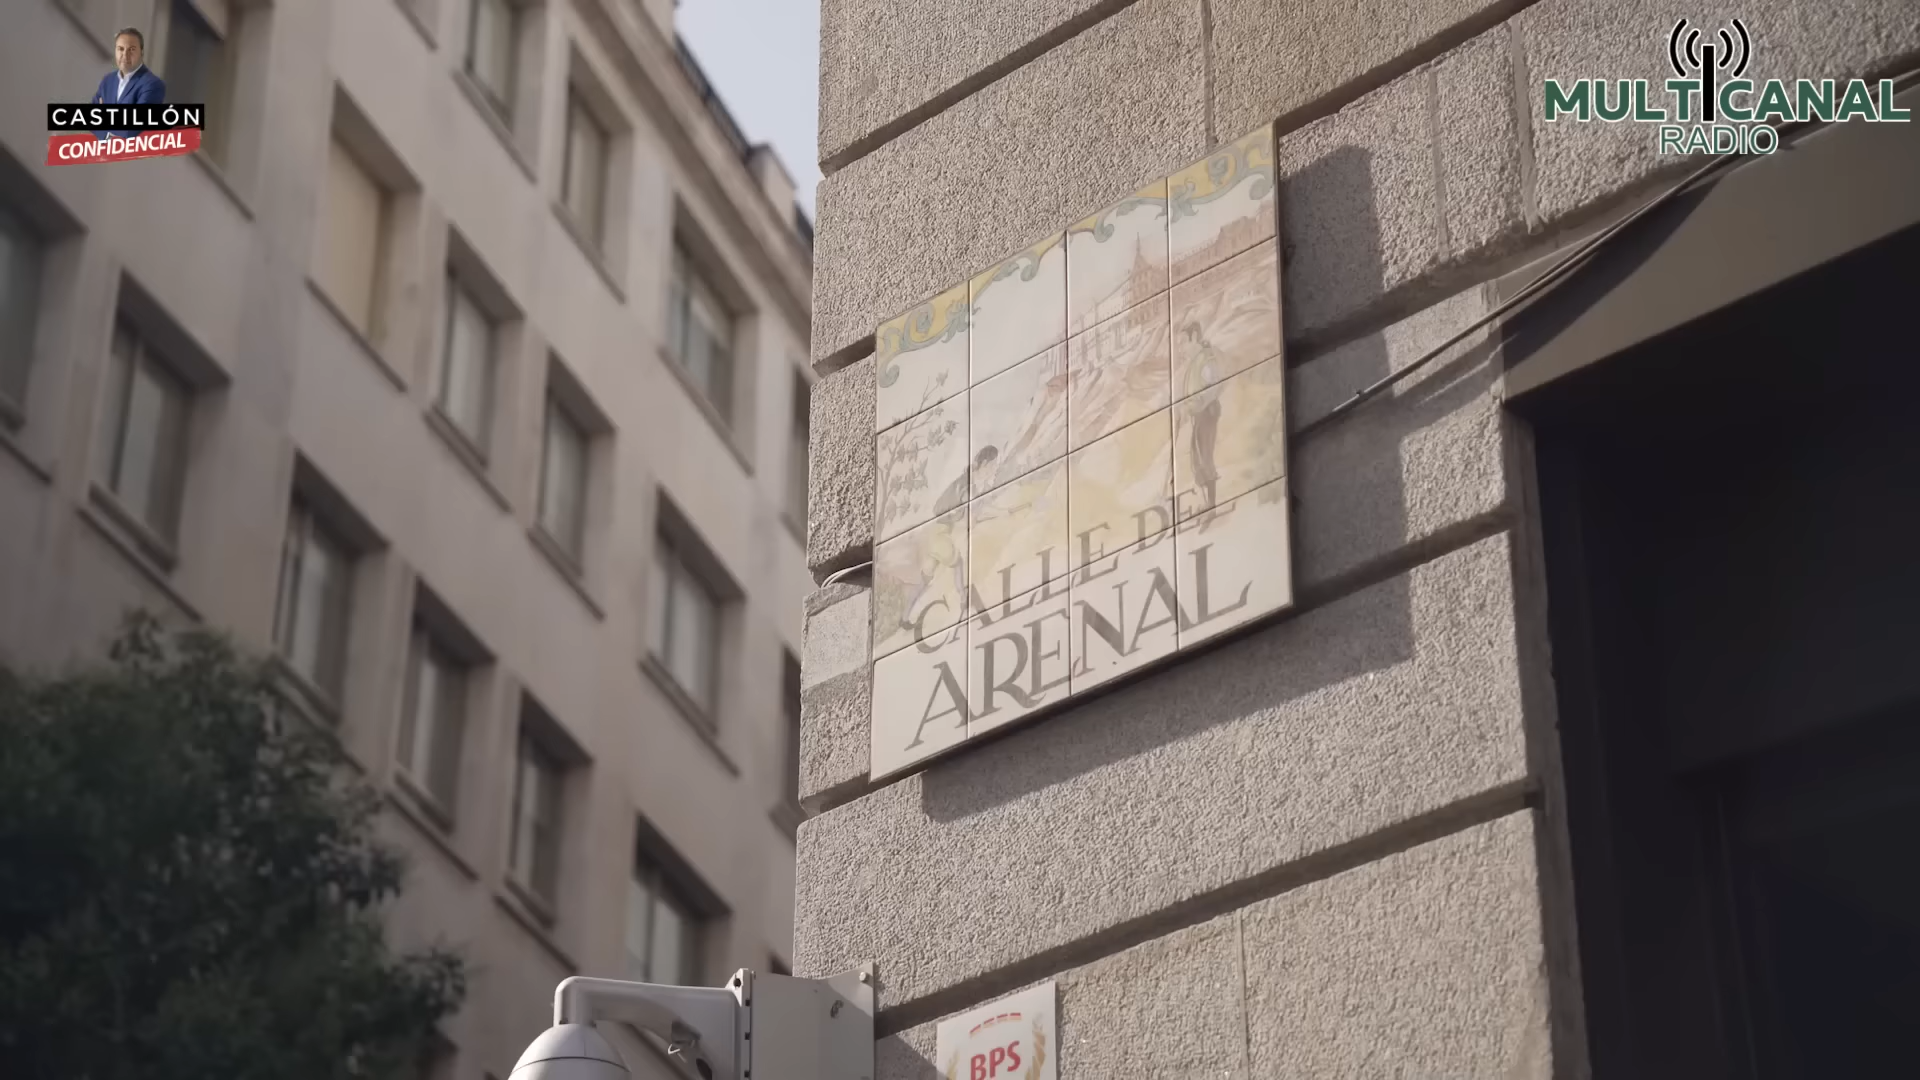 CASTILLÓN
CONFIDENCIAL
MULTICANAL
RADIO
CALLE DEL
ARENAL
BPS